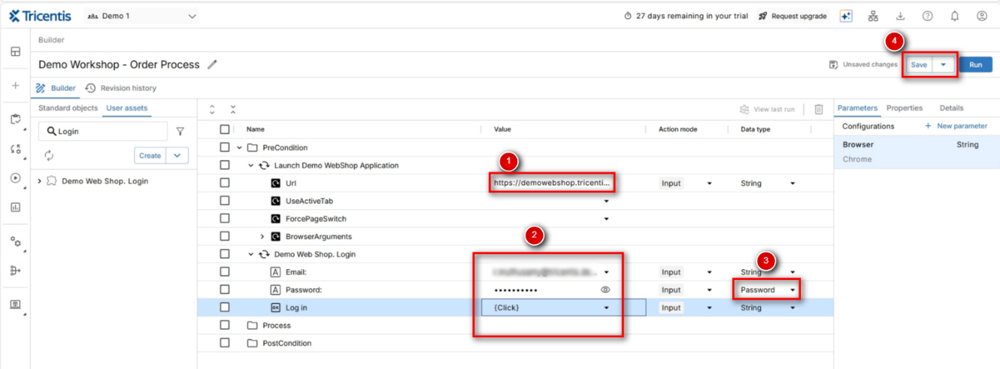 Tricentis Demo 1 27 days remaining in your trial Request upgrade
Builder
4
Demo Workshop - Order Process Unsaved changes Save Run
Builder Revision history
Standard objects User assets View last run Parameters Properties Details
Login Name Value Action mode Data type Configurations + New parameter
PreCondition Browser String
Create 1 Launch Demo WebShop Application Chrome
Demo Web Shop. Login Url https://demowebshop.tricenti... Input String
UseActiveTab
ForcePageSwitch
BrowserArguments 2
Demo Web Shop. Login 3
A Email: Input String
A Password: •••••••••• Input Password
OK Log in {Click} Input String
Process
PostCondition